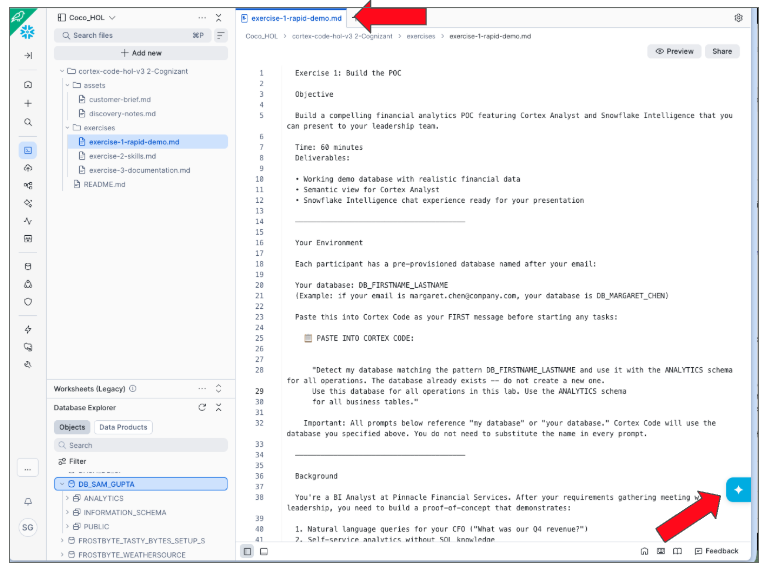 Coco_HOL
Search files ⌘P
+ Add new
cortex-code-hol-v3 2-Cognizant
assets
customer-brief.md
discovery-notes.md
exercises
exercise-1-rapid-demo.md
exercise-2-skills.md
exercise-3-documentation.md
README.md
Worksheets (Legacy)
Database Explorer
Objects Data Products
Search
Filter
DB_SAM_GUPTA
ANALYTICS
INFORMATION_SCHEMA
PUBLIC
FROSTBYTE_TASTY_BYTES_SETUP_S
FROSTBYTE_WEATHERSOURCE
SG
exercise-1-rapid-demo.md
Coco_HOL > cortex-code-hol-v3 2-Cognizant > exercises > exercise-1-rapid-demo.md
Preview Share
1 Exercise 1: Build the POC
2
3 Objective
4
5 Build a compelling financial analytics POC featuring Cortex Analyst and Snowflake Intelligence that you
can present to your leadership team.
6
7 Time: 60 minutes
8 Deliverables:
9
10 • Working demo database with realistic financial data
11 • Semantic view for Cortex Analyst
12 • Snowflake Intelligence chat experience ready for your presentation
13
14
15
16 Your Environment
17
18 Each participant has a pre-provisioned database named after your email:
19
20 Your database: DB_FIRSTNAME_LASTNAME
21 (Example: if your email is margaret.chen@company.com, your database is DB_MARGARET_CHEN)
22
23 Paste this into Cortex Code as your FIRST message before starting any tasks:
24
25 PASTE INTO CORTEX CODE:
26
27
28 "Detect my database matching the pattern DB_FIRSTNAME_LASTNAME and use it with the ANALYTICS schema
for all operations. The database already exists -- do not create a new one.
29 Use this database for all operations in this lab. Use the ANALYTICS schema
30 for all business tables."
31
32 Important: All prompts below reference "my database" or "your database." Cortex Code will use the
database you specified above. You do not need to substitute the name in every prompt.
33
34
35
36 Background
37
38 You're a BI Analyst at Pinnacle Financial Services. After your requirements gathering meeting
leadership, you need to build a proof-of-concept that demonstrates:
39
40 1. Natural language queries for your CFO ("What was our Q4 revenue?")
41 2. Self-service analytics without SQL knowledge
Feedback